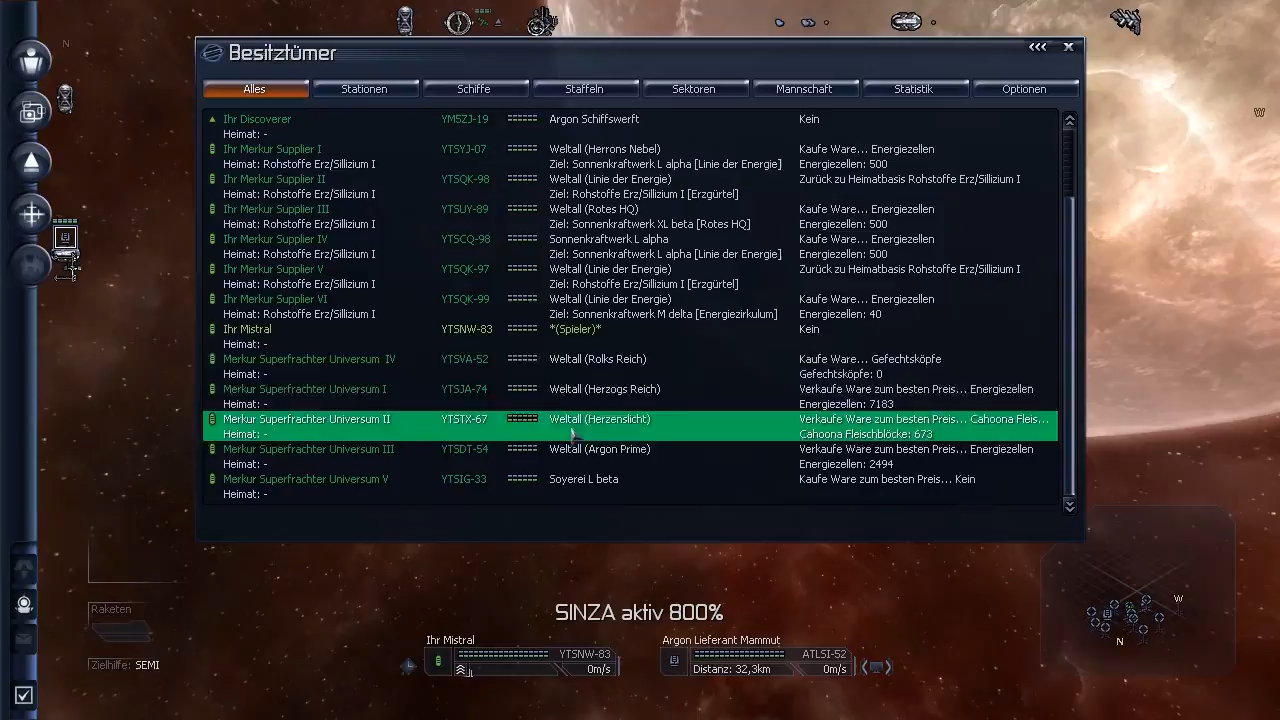 Besitztümer
Alles Stationen Schiffe Staffeln Sektoren Mannschaft Statistik Optionen
Ihr Discoverer YM5ZJ-19 Argon Schiffswerft Kein
Heimat: -
Ihr Merkur Supplier I YTSYJ-07 Weltall (Herrons Nebel) Kaufe Ware... Energiezellen
Heimat: Rohstoffe Erz/Sillizium I Ziel: Sonnenkraftwerk L alpha [Linie der Energie] Energiezellen: 500
Ihr Merkur Supplier II YTSQK-98 Weltall (Linie der Energie) Zurück zu Heimatbasis Rohstoffe Erz/Sillizium I
Heimat: Rohstoffe Erz/Sillizium I Ziel: Rohstoffe Erz/Sillizium I [Erzgürtel]
Ihr Merkur Supplier III YTSUY-89 Weltall (Rotes HQ) Kaufe Ware... Energiezellen
Heimat: Rohstoffe Erz/Sillizium I Ziel: Sonnenkraftwerk XL beta [Rotes HQ] Energiezellen: 500
Ihr Merkur Supplier IV YTSCQ-98 Sonnenkraftwerk L alpha Kaufe Ware... Energiezellen
Heimat: Rohstoffe Erz/Sillizium I Ziel: Sonnenkraftwerk L alpha [Linie der Energie] Energiezellen: 500
Ihr Merkur Supplier V YTSQK-97 Weltall (Linie der Energie) Zurück zu Heimatbasis Rohstoffe Erz/Sillizium I
Heimat: Rohstoffe Erz/Sillizium I Ziel: Rohstoffe Erz/Sillizium I [Erzgürtel]
Ihr Merkur Supplier VI YTSQK-99 Weltall (Linie der Energie) Kaufe Ware... Energiezellen
Heimat: Rohstoffe Erz/Sillizium I Ziel: Sonnenkraftwerk M delta [Energiezirkulum] Energiezellen: 40
Ihr Mistral YTSNW-83 *(Spieler)* Kein
Heimat: -
Merkur Superfrachter Universum IV YTSVA-52 Weltall (Rolks Reich) Kaufe Ware... Gefechtsköpfe
Heimat: - Gefechtsköpfe: 0
Merkur Superfrachter Universum I YTSJA-74 Weltall (Herzogs Reich) Verkaufe Ware zum besten Preis... Energiezellen
Heimat: - Energiezellen: 7183
Merkur Superfrachter Universum II YTSTX-67 Weltall (Herzenslicht) Verkaufe Ware zum besten Preis... Cahoona Fleis...
Heimat: - Cahoona Fleischblöcke: 673
Merkur Superfrachter Universum III YTSDT-54 Weltall (Argon Prime) Verkaufe Ware zum besten Preis... Energiezellen
Heimat: - Energiezellen: 2494
Merkur Superfrachter Universum V YTSIG-33 Soyerei L beta Kaufe Ware zum besten Preis... Kein
Heimat: -
N
W
SINZA aktiv 800%
Raketen
Zielhilfe: SEMI
Ihr Mistral
YTSNW-83
0m/s
Argon Lieferant Mammut
ATLSI-52
Distanz: 32,3km 0m/s
W
N